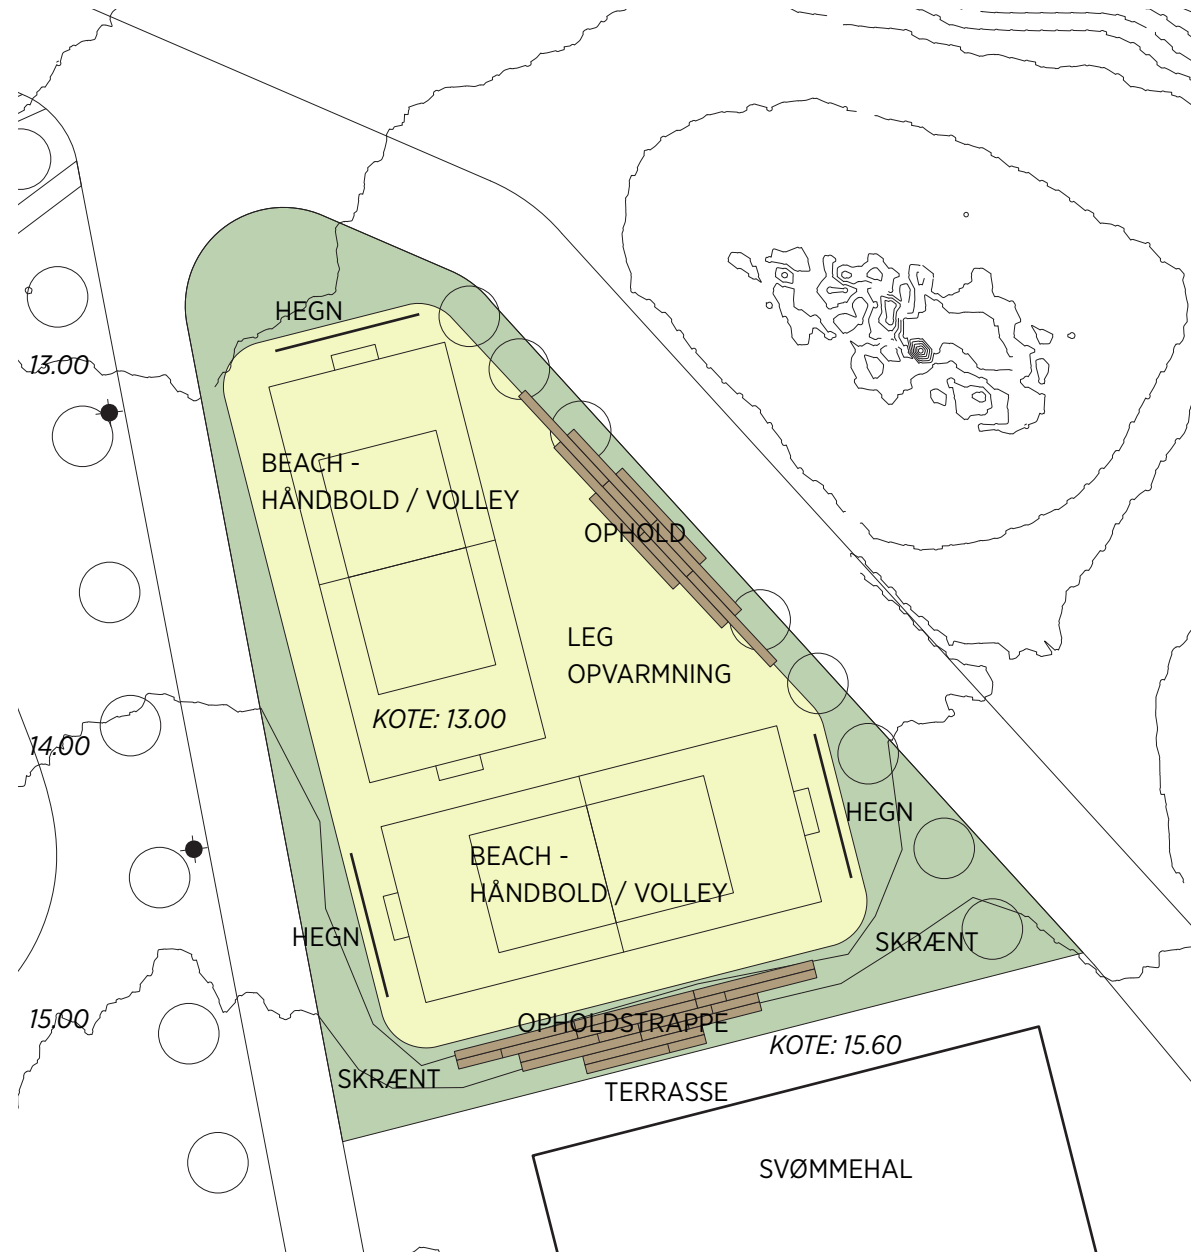 HEGN
13.00
BEACH -
HÅNDBOLD / VOLLEY
OPHOLD
LEG
OPVARMNING
KOTE: 13.00
14.00
HEGN
BEACH -
HÅNDBOLD / VOLLEY
HEGN
SKRÆNT
15.00
OPHOLDSTRAPPE
KOTE: 15.60
SKRÆNT
TERRASSE
SVØMMEHAL